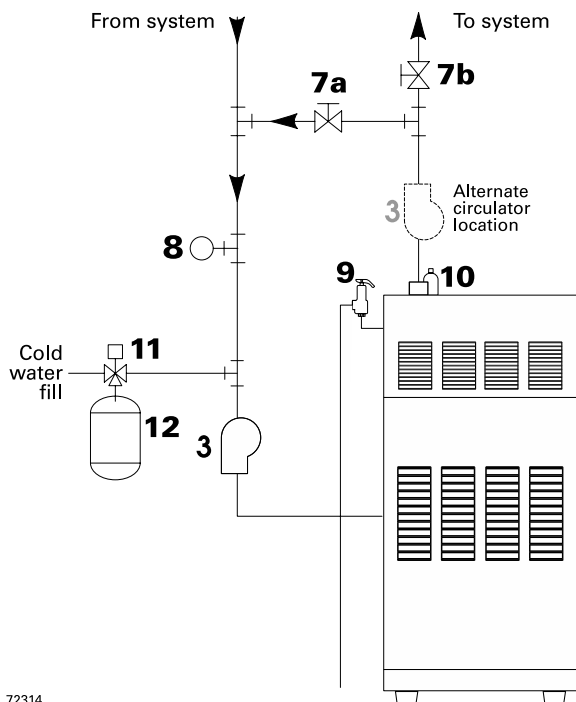 From system
To system
7a
7b
3
Alternate
circulator
location
8
9
10
11
Cold
water
fill
12
3
72314